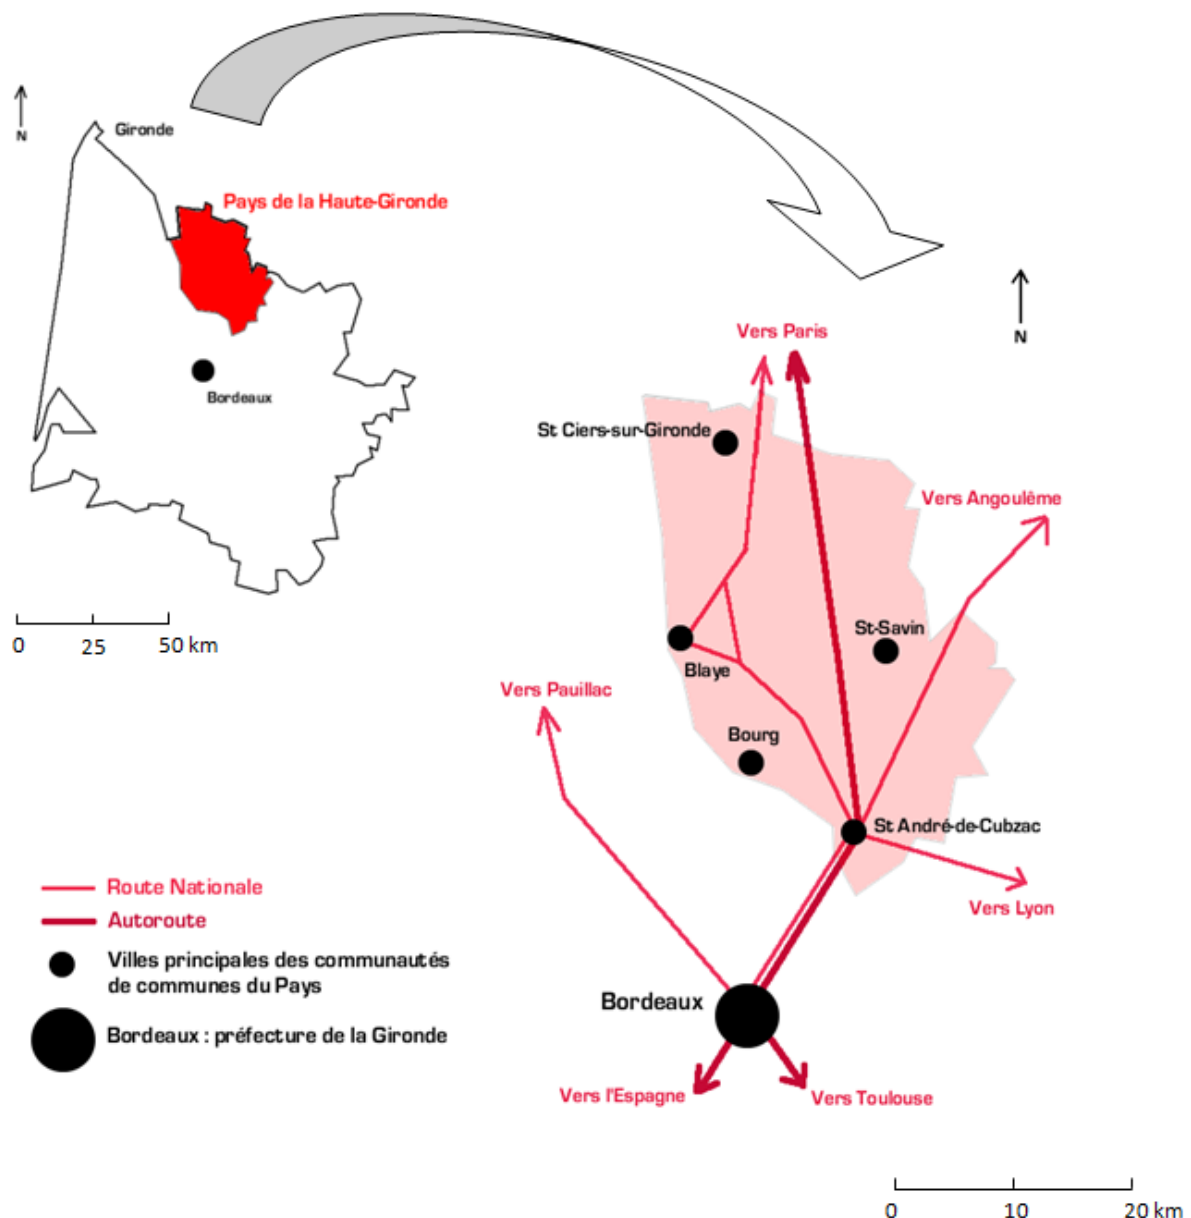 N
Gironde
Pays de la Haute-Gironde
Bordeaux
0 25 50 km
N
Vers Paris
St Ciers-sur-Gironde
Vers Angoulême
St-Savin
Blaye
Vers Pauillac
Bourg
St André-de-Cubzac
Vers Lyon
Bordeaux
Vers l'Espagne
Vers Toulouse
Route Nationale
Autoroute
Villes principales des communautés
de communes du Pays
Bordeaux : préfecture de la Gironde
0 10 20 km